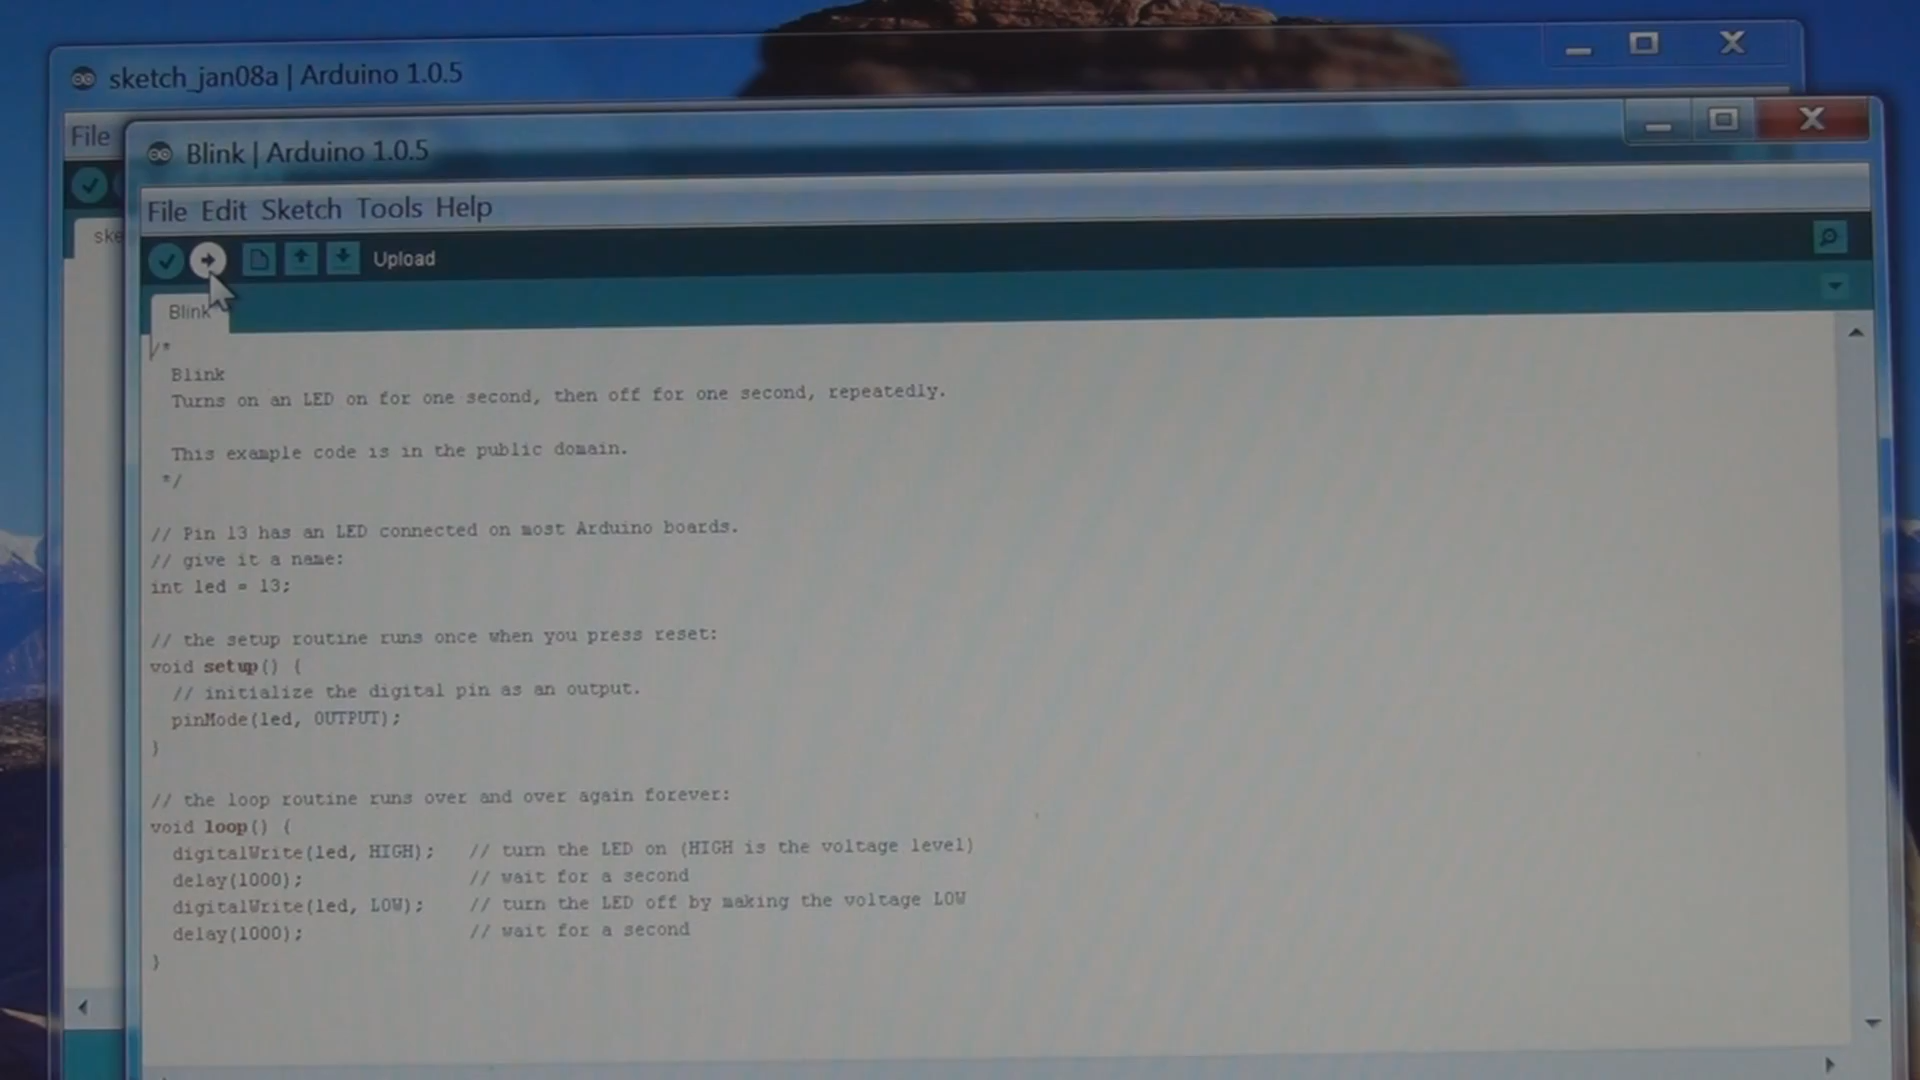 sketch_jan08a | Arduino 1.0.5
File
Blink | Arduino 1.0.5
File Edit Sketch Tools Help
Upload
ske
Blink
/*
Blink
Turns on an LED on for one second, then off for one second, repeatedly.
This example code is in the public domain.
*/
// Pin 13 has an LED connected on most Arduino boards.
// give it a name:
int led = 13;
// the setup routine runs once when you press reset:
void setup() {
// initialize the digital pin as an output.
pinMode(led, OUTPUT);
}
// the loop routine runs over and over again forever:
void loop() {
digitalWrite(led, HIGH);   // turn the LED on (HIGH is the voltage level)
delay(1000);               // wait for a second
digitalWrite(led, LOW);    // turn the LED off by making the voltage LOW
delay(1000);               // wait for a second
}